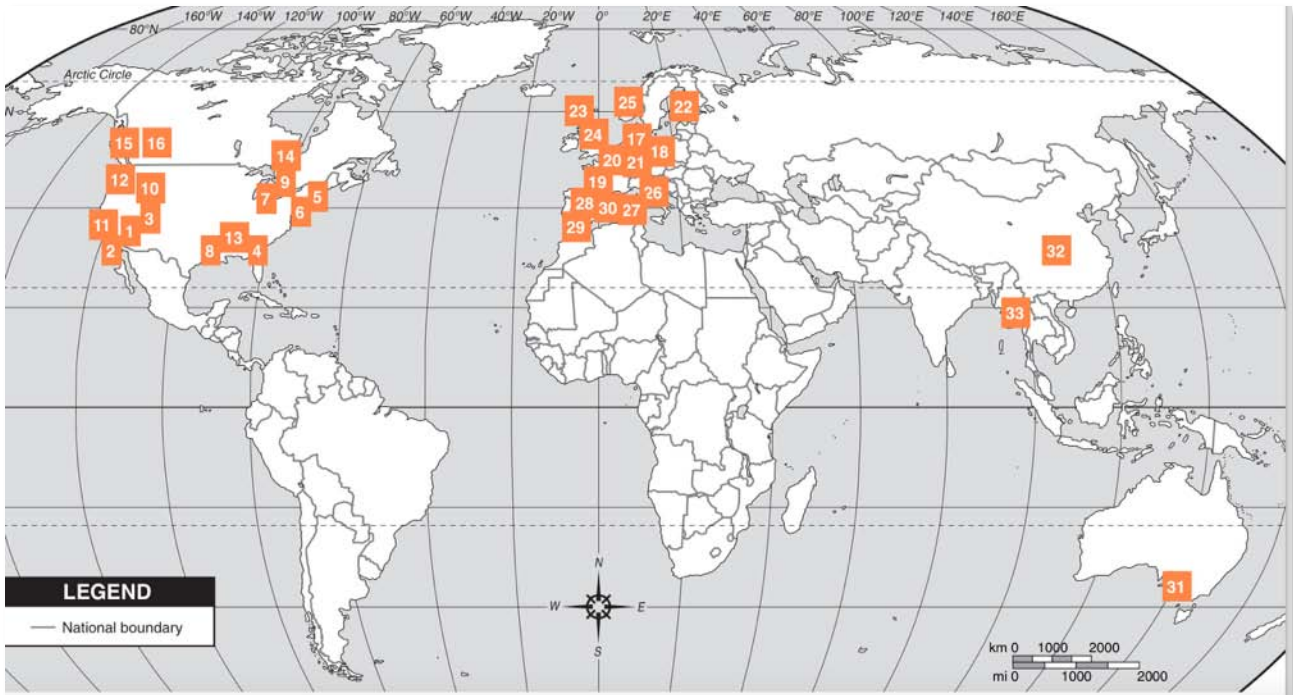 160°W 140°W 120°W 100°W 80°W 60°W 40°W 20°W 0° 20°E 40°E 60°E 80°E 100°E 120°E 140°E 160°E
80°N
Arctic Circle
N
23 25 22
24 17
15 16 14 20 21 18
12 10 9 19 26
7 5 28 30 27
11 1 3 6 29
2 8 13 4 32
33
31
N
W E
S
LEGEND
National boundary
km 0 1000 2000
mi 0 1000 2000